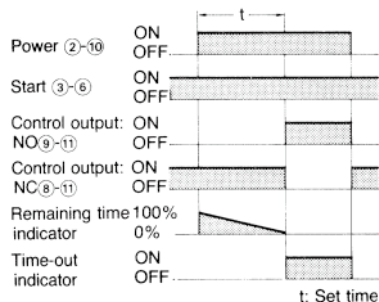 t
Power ②-⑩ ON
OFF
Start ③-⑥ ON
OFF
Control output: ON
NO⑨-⑪ OFF
Control output: ON
NC⑧-⑪ OFF
Remaining time 100%
indicator 0%
Time-out ON
indicator OFF
t: Set time